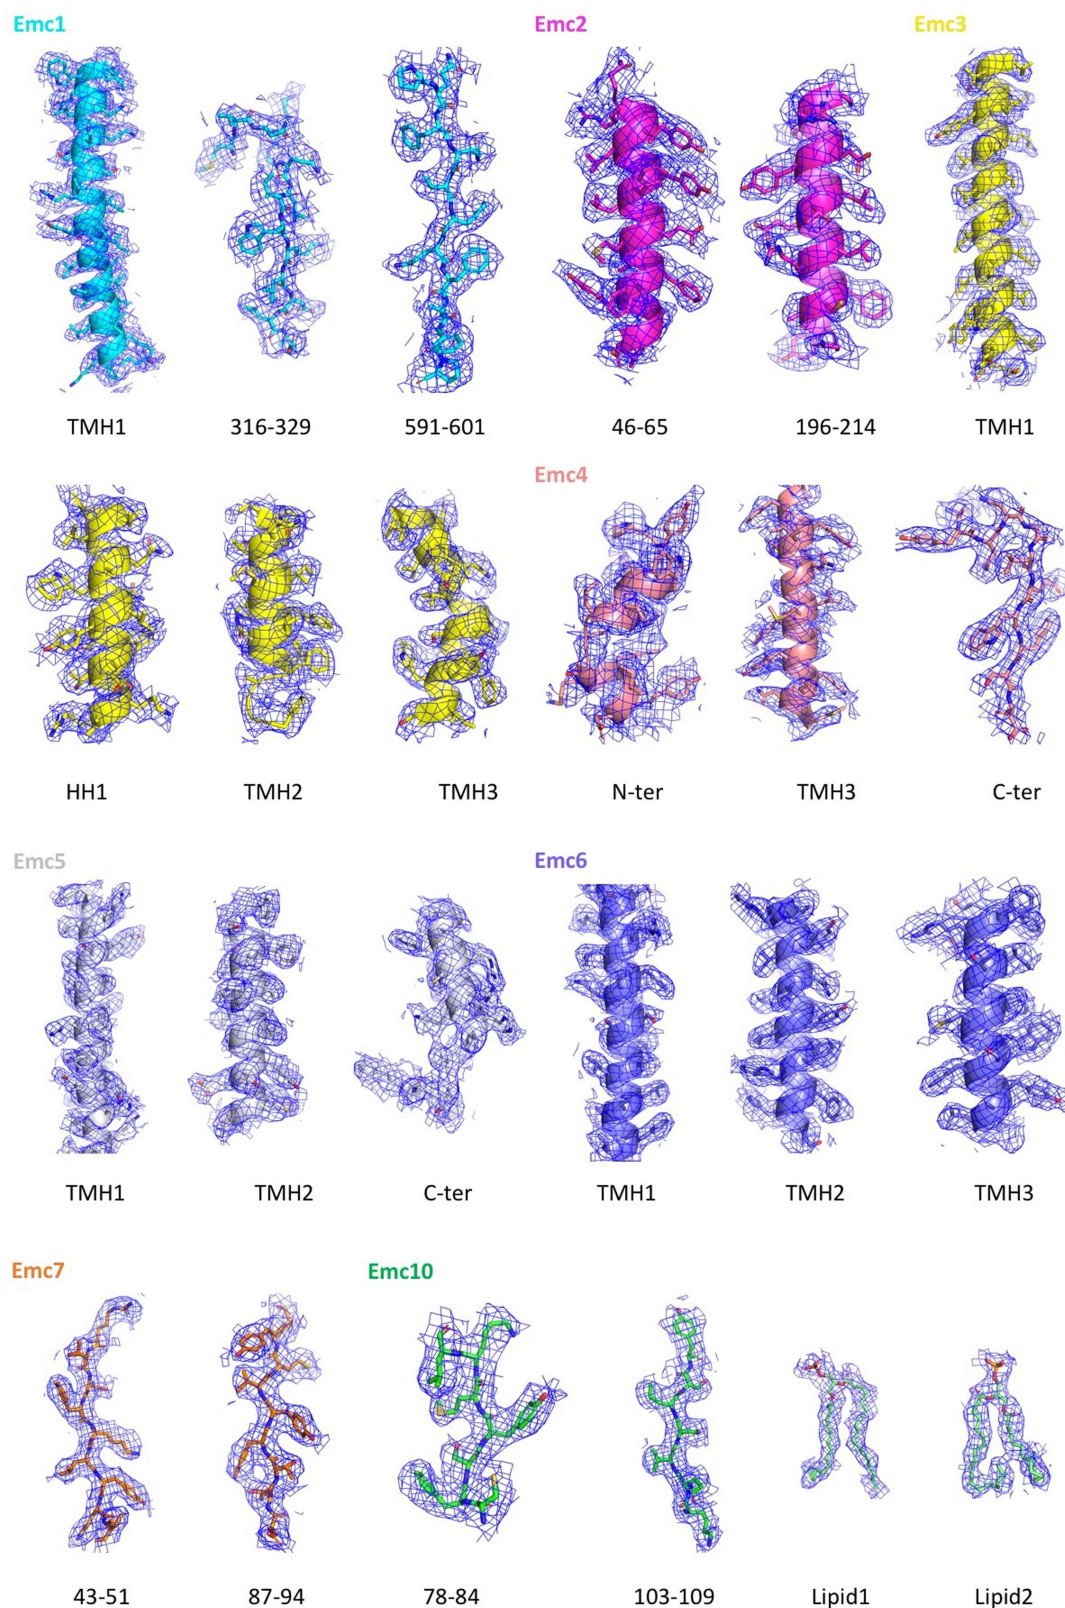 Emc1 Emc2 Emc3
TMH1 316-329 591-601 46-65 196-214 TMH1
Emc4
HH1 TMH2 TMH3 N-ter TMH3 C-ter
Emc5 Emc6
TMH1 TMH2 C-ter TMH1 TMH2 TMH3
Emc7 Emc10
43-51 87-94 78-84 103-109 Lipid1 Lipid2